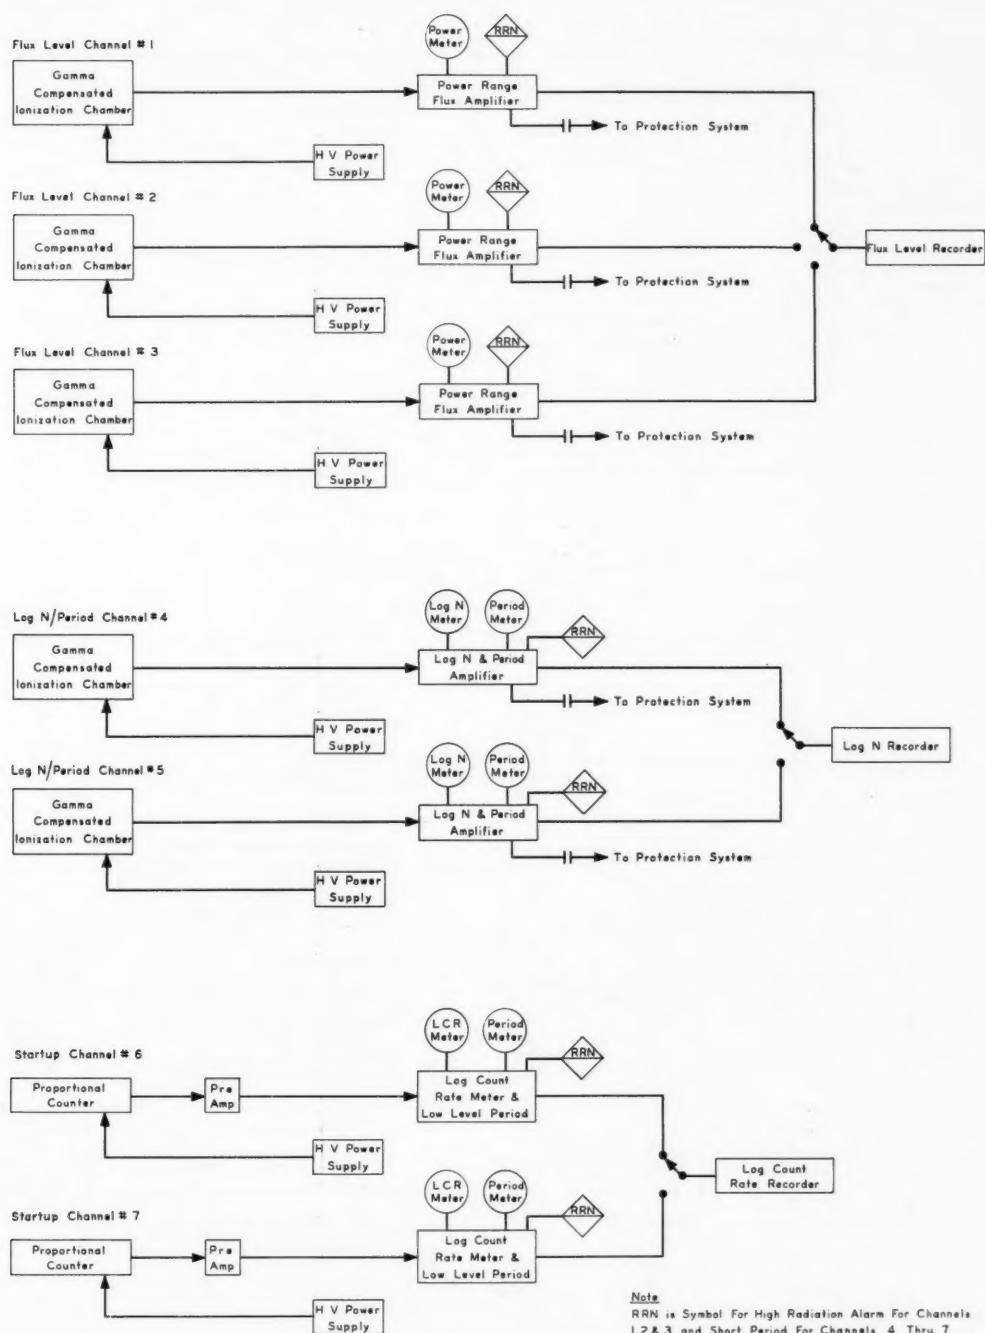 Flux Level Channel # 1
Gamma
Compensated
Ionization Chamber
H V Power
Supply
Power
Meter
RRN
Power Range
Flux Amplifier
To Protection System
Flux Level Channel # 2
Gamma
Compensated
Ionization Chamber
H V Power
Supply
Power
Meter
RRN
Power Range
Flux Amplifier
To Protection System
Flux Level Recorder
Flux Level Channel # 3
Gamma
Compensated
Ionization Chamber
H V Power
Supply
Power
Meter
RRN
Power Range
Flux Amplifier
To Protection System
Log N/Period Channel # 4
Gamma
Compensated
Ionization Chamber
H V Power
Supply
Log N
Meter
Period
Meter
RRN
Log N & Period
Amplifier
To Protection System
Log N Recorder
Log N/Period Channel # 5
Gamma
Compensated
Ionization Chamber
H V Power
Supply
Log N
Meter
Period
Meter
RRN
Log N & Period
Amplifier
To Protection System
Startup Channel # 6
Proportional
Counter
Pre
Amp
H V Power
Supply
LCR
Meter
Period
Meter
RRN
Log Count
Rate Meter &
Low Level Period
Log Count
Rate Recorder
Startup Channel # 7
Proportional
Counter
Pre
Amp
H V Power
Supply
LCR
Meter
Period
Meter
RRN
Log Count
Rate Meter &
Low Level Period
Note
RRN is Symbol For High Radiation Alarm For Channels
1,2 & 3 and Short Period For Channels 4 Thru 7